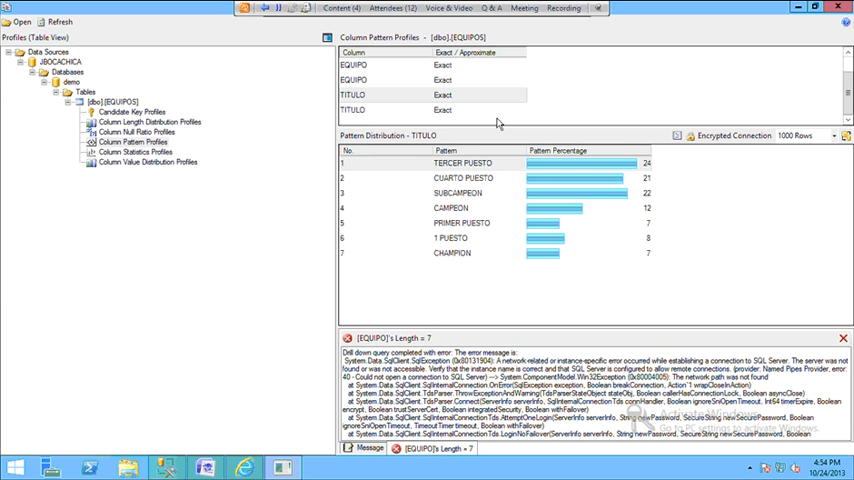 Content (4) Attendees (12) Voice & Video Q & A Meeting Recording
Open Refresh
Profiles (Table View)
Data Sources
JBOCACHICA
Databases
demo
Tables
[dbo].[EQUIPOS]
Candidate Key Profiles
Column Length Distribution Profiles
Column Null Ratio Profiles
Column Pattern Profiles
Column Statistics Profiles
Column Value Distribution Profiles
Column Pattern Profiles - [dbo].[EQUIPOS]
Column Exact / Approximate
EQUIPO Exact
EQUIPO Exact
TITULO Exact
TITULO Exact
Pattern Distribution - TITULO Encrypted Connection 1000 Rows
No. Pattern Pattern Percentage
1 TERCER PUESTO 24
2 CUARTO PUESTO 21
3 SUBCAMPEON 22
4 CAMPEON 12
5 PRIMER PUESTO 7
6 1 PUESTO 8
7 CHAMPION 7
[EQUIPO]'s Length = 7
Drill down query completed with error. The error message is:
System.Data.SqlClient.SqlException (0x80131904): A network-related or instance-specific error occurred while establishing a connection to SQL Server. The server was not
found or was not accessible. Verify that the instance name is correct and that SQL Server is configured to allow remote connections. (provider: Named Pipes Provider, error:
40 - Could not open a connection to SQL Server) ---> System.ComponentModel.Win32Exception (0x80004005): The network path was not found
at System.Data.SqlClient.SqlInternalConnection.OnError(SqlException exception, Boolean breakConnection, Action`1 wrapCloseInAction)
at System.Data.SqlClient.TdsParser.ThrowExceptionAndWarning(TdsParserStateObject stateObj, Boolean callerHasConnectionLock, Boolean asyncClose)
at System.Data.SqlClient.TdsParser.Connect(ServerInfo serverInfo, SqlInternalConnectionTds connHandler, Boolean ignoreSniOpenTimeout, Int64 timerExpire,
Boolean encrypt, Boolean trustServerCert, Boolean integratedSecurity, Boolean withFailover)
at System.Data.SqlClient.SqlInternalConnectionTds.AttemptOneLogin(ServerInfo serverInfo, String newPassword, SecureString newSecurePassword, Boolean
ignoreSniOpenTimeout, TimeoutTimer timeout, Boolean withFailover)
at System.Data.SqlClient.SqlInternalConnectionTds.LoginNoFailover(ServerInfo serverInfo, String newPassword, SecureString newSecurePassword, Boolean
Activate Windows
Go to PC settings to activate Windows.
Message [EQUIPO]'s Length = 7
4:54 PM
10/24/2013